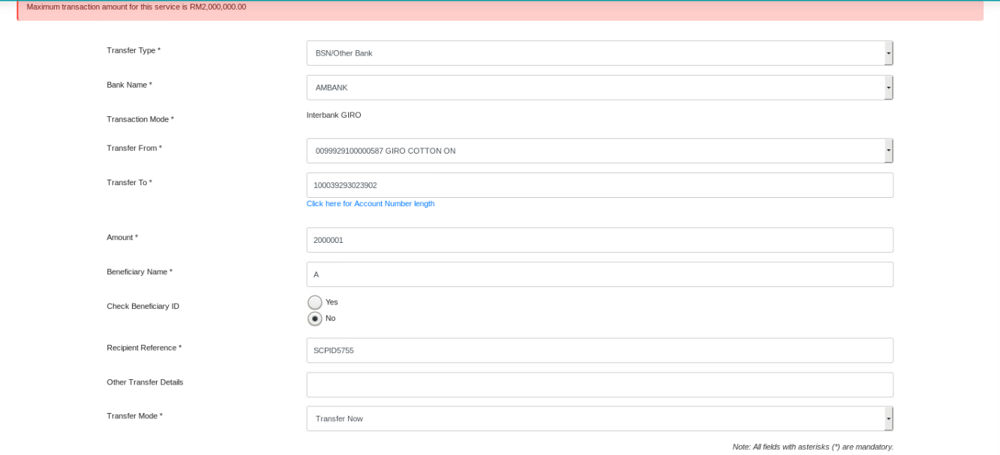 Maximum transaction amount for this service is RM2,000,000.00
Transfer Type * BSN/Other Bank
Bank Name * AMBANK
Transaction Mode * Interbank GIRO
Transfer From * 0099929100000587 GIRO COTTON ON
Transfer To * 100039293023902
Click here for Account Number length
Amount * 2000001
Beneficiary Name * A
Check Beneficiary ID Yes
No
Recipient Reference * SCPID5755
Other Transfer Details
Transfer Mode * Transfer Now
Note: All fields with asterisks (*) are mandatory.